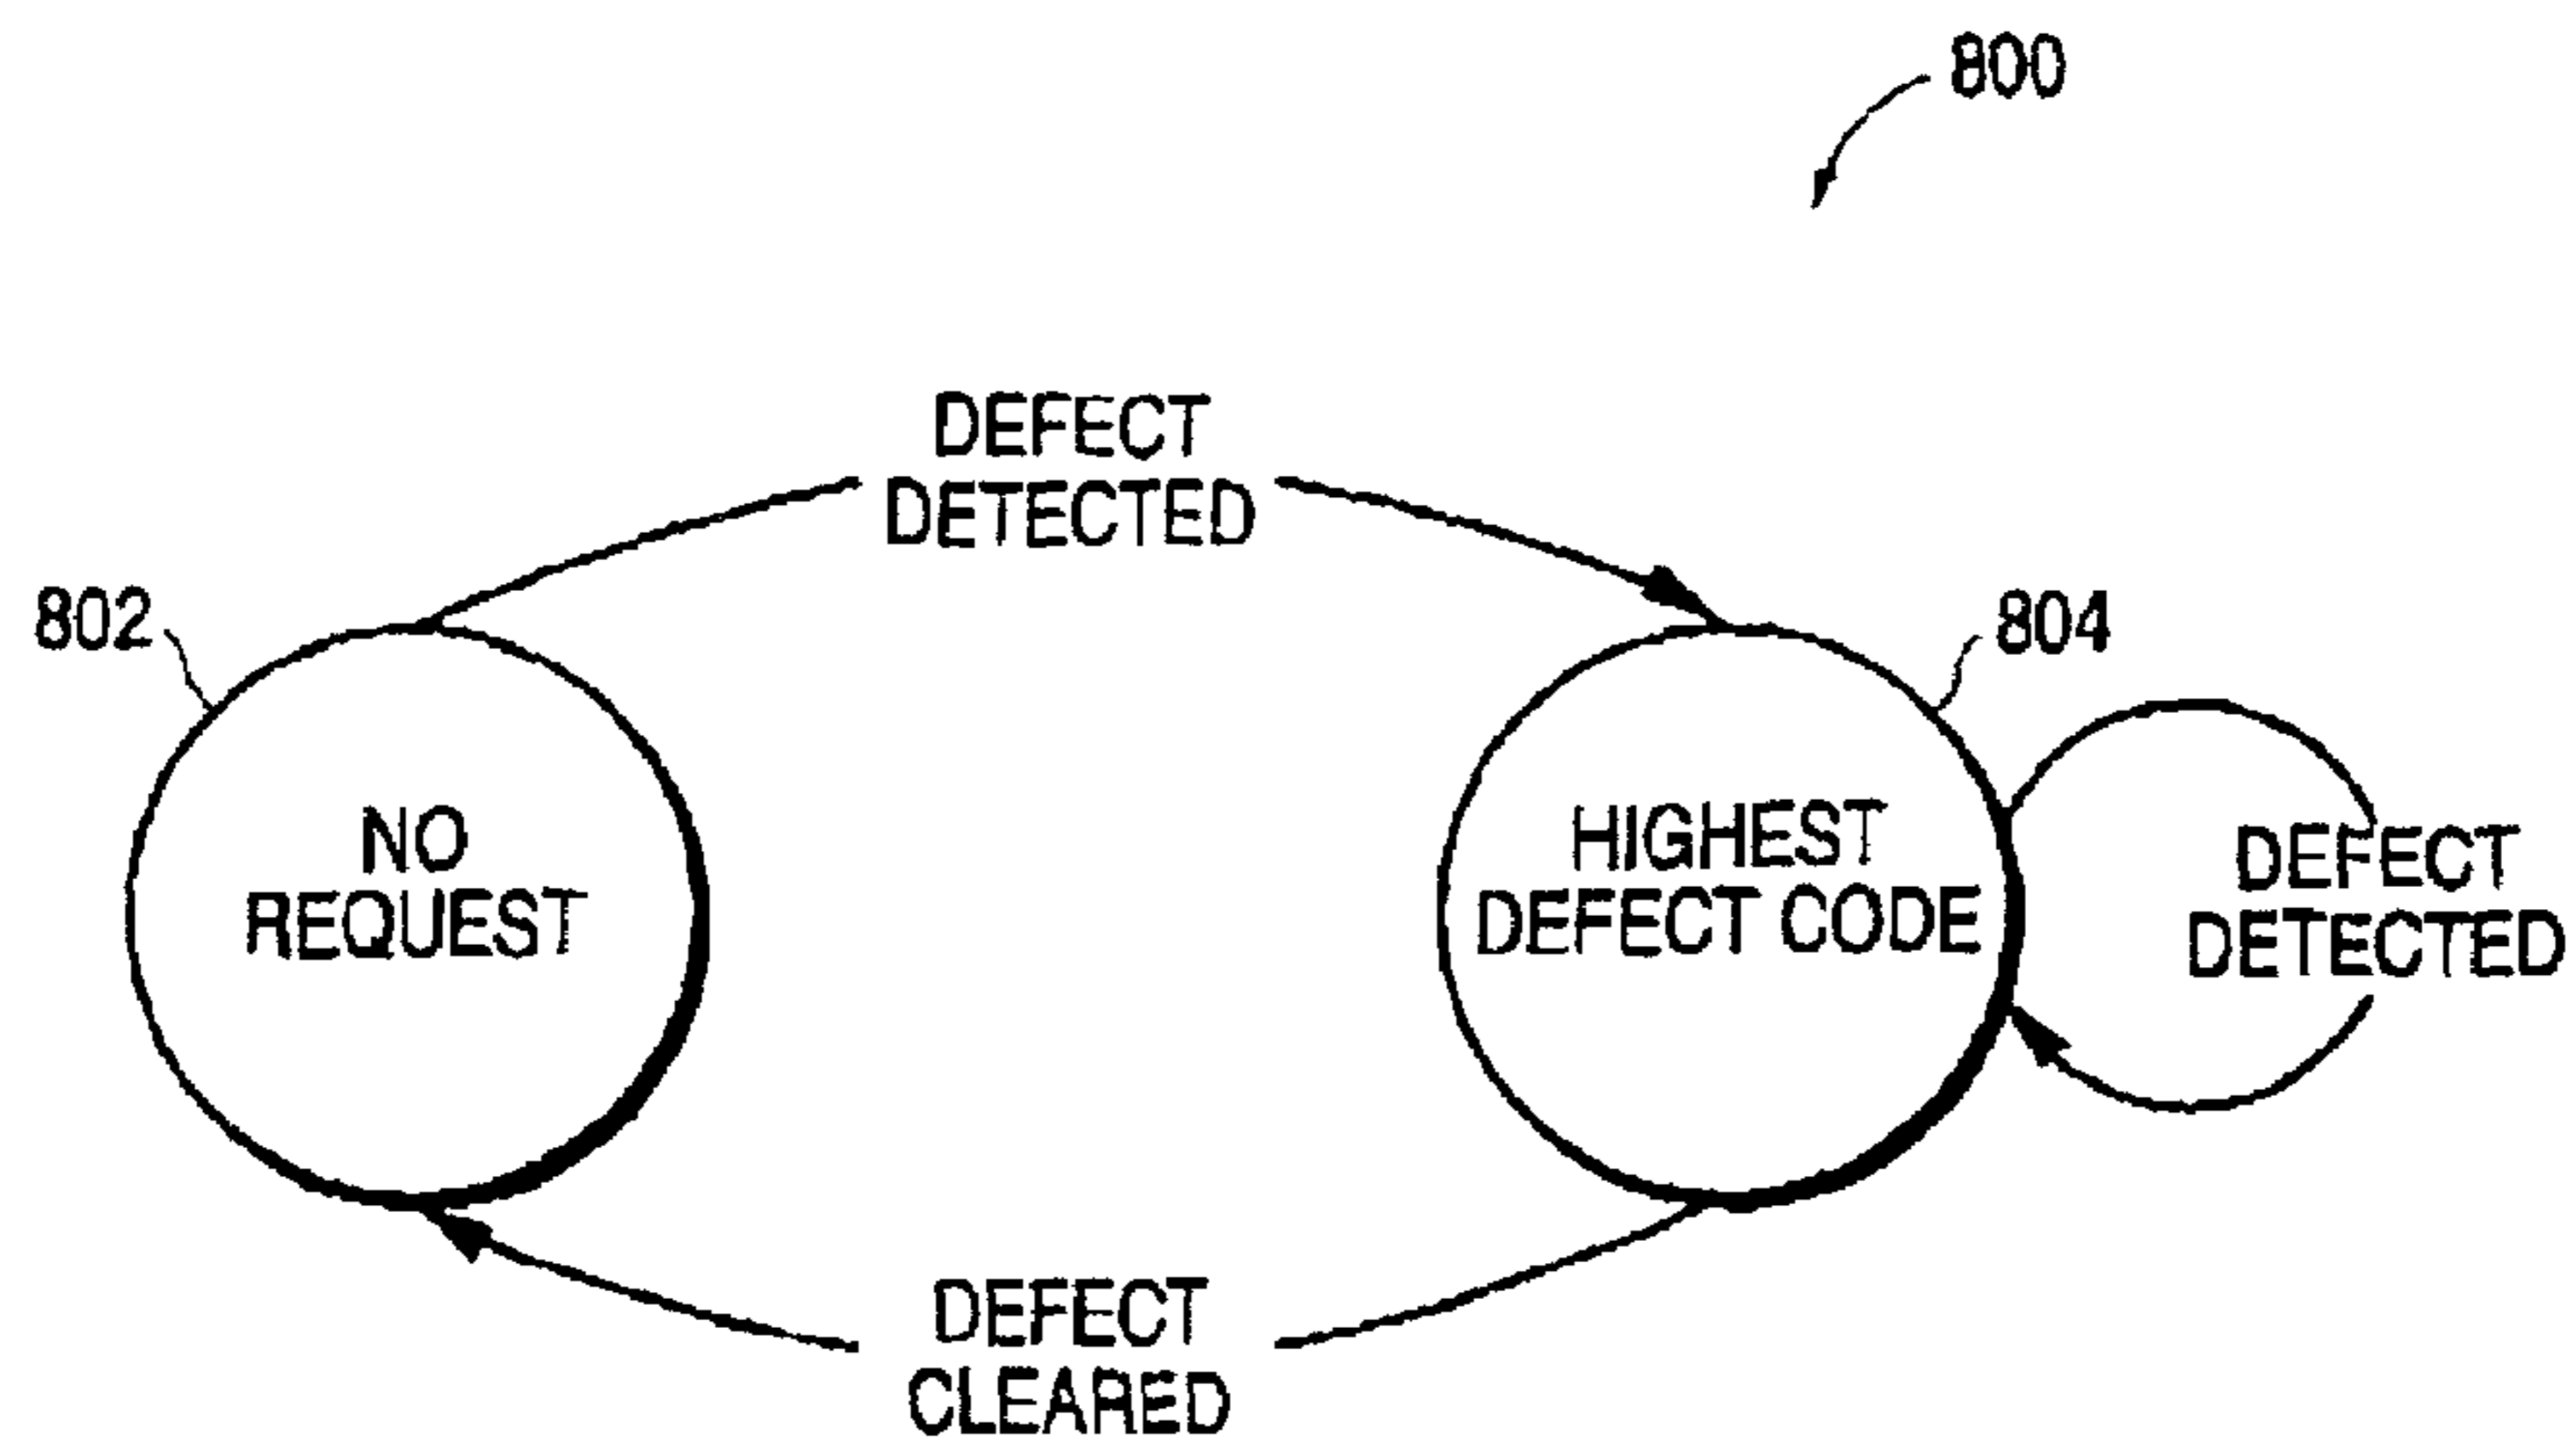 800
DEFECT
DETECTED
802
804
NO
REQUEST
HIGHEST
DEFECT CODE
DEFECT
DETECTED
DEFECT
CLEARED